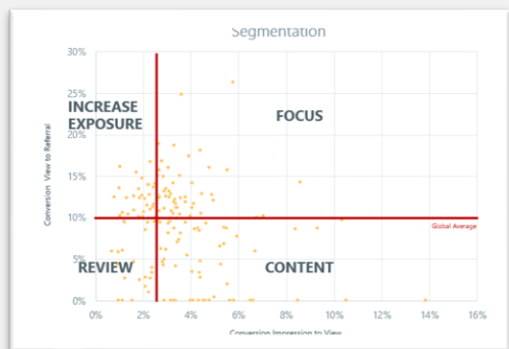 Segmentation
30%
25%
20%
15%
10%
5%
0%
Conversion View to Referral
INCREASE
EXPOSURE
FOCUS
Global Average
REVIEW
CONTENT
0%
2%
4%
6%
8%
10%
12%
14%
16%
Conversion Impression to View